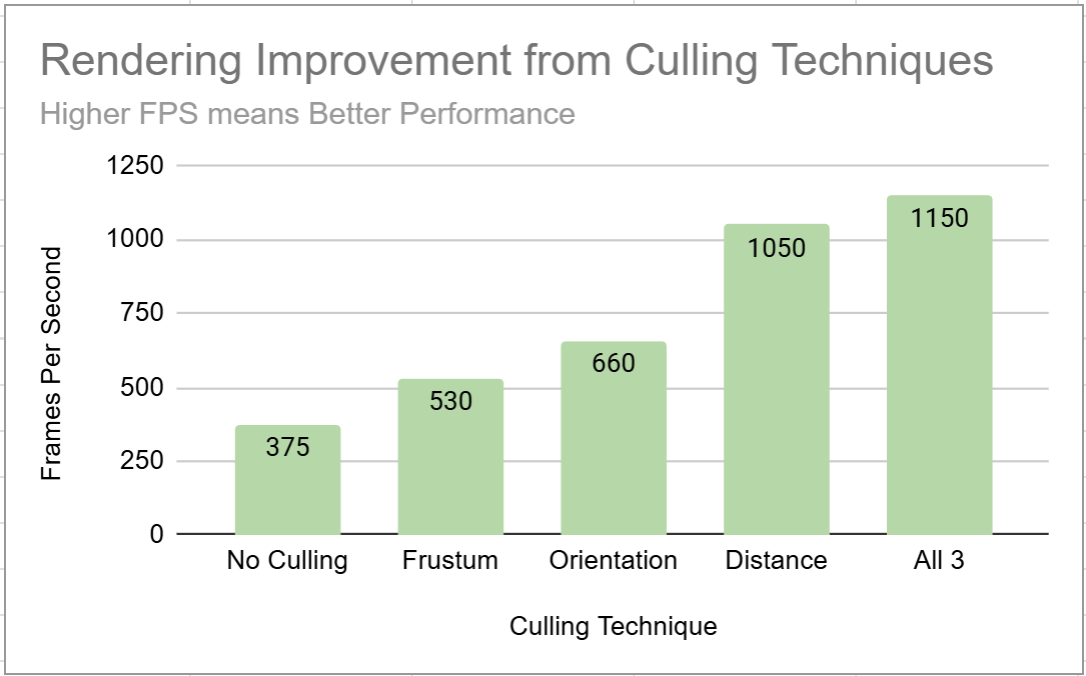 Rendering Improvement from Culling Techniques
Higher FPS means Better Performance
Frames Per Second
1250
1000
750
500
250
0
375
530
660
1050
1150
No Culling
Frustum
Orientation
Distance
All 3
Culling Technique